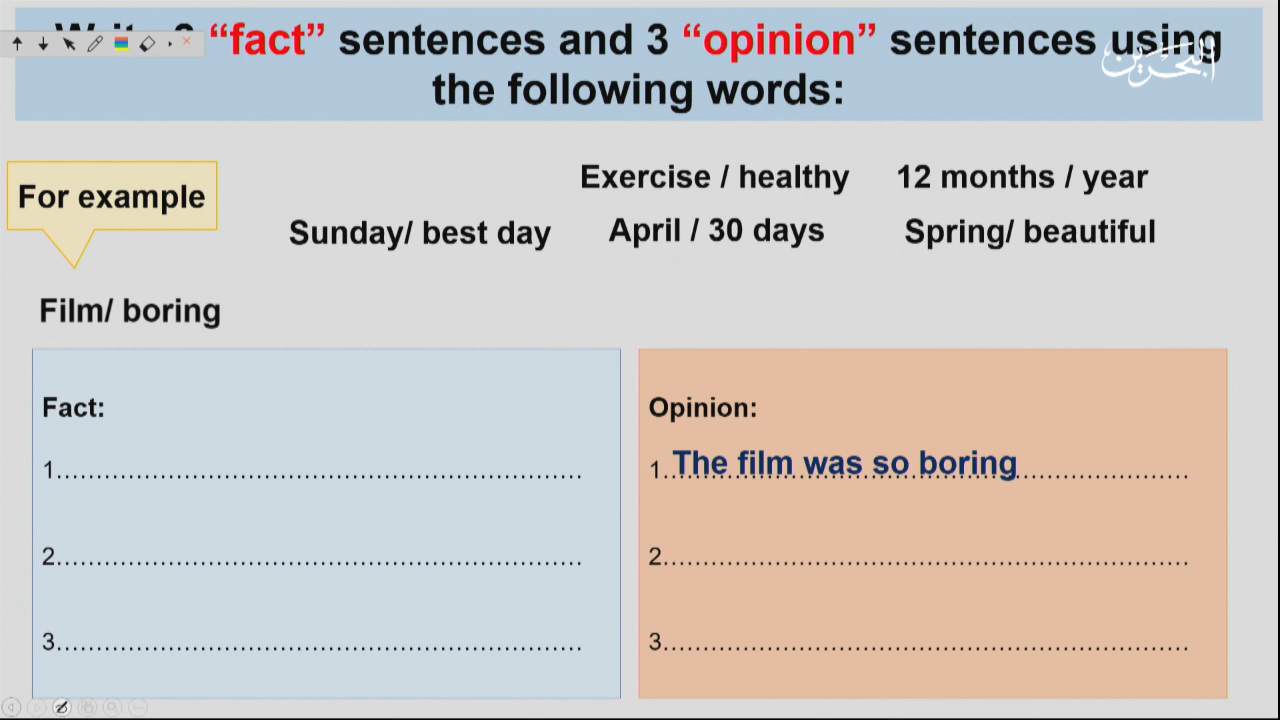 “fact” sentences and 3 “opinion” sentences using
the following words:
البحرين
For example
Exercise / healthy 12 months / year
Sunday/ best day April / 30 days Spring/ beautiful
Film/ boring
Fact:
1.................................................................
2.................................................................
3.................................................................
Opinion:
1. The film was so boring......................
2.................................................................
3.................................................................